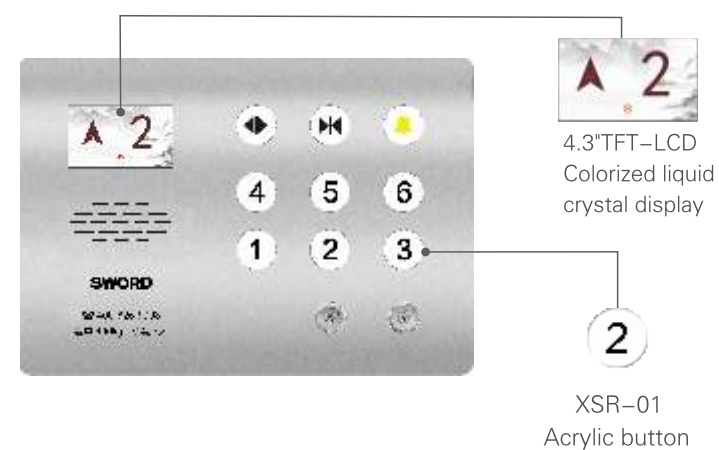 2
2
4.3"TFT–LCD
Colorized liquid
crystal display
4 5 6
1 2 3
SWORD
2
XSR–01
Acrylic button